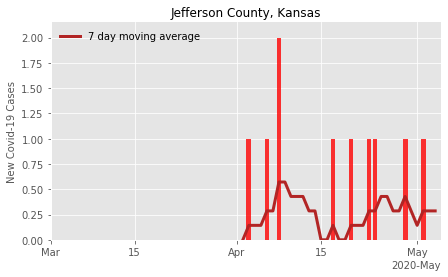 Jefferson County, Kansas
7 day moving average
New Covid-19 Cases
2.00
1.75
1.50
1.25
1.00
0.75
0.50
0.25
0.00
Mar 15 Apr 15 May
2020-May